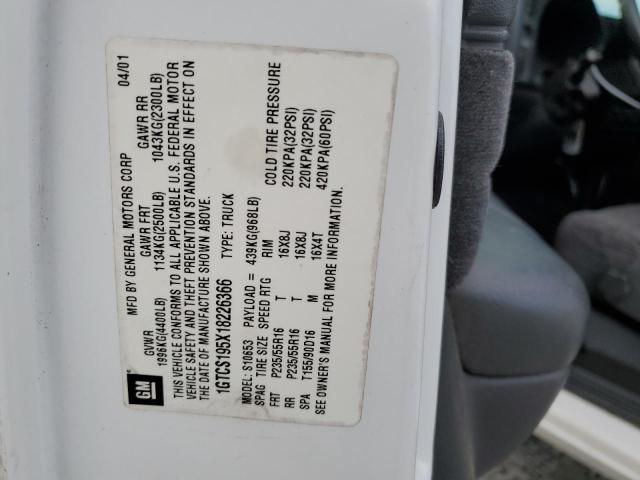 GM
MFD BY GENERAL MOTORS CORP 04/01
GVWR GAWR FRT GAWR RR
1996KG(4400LB) 1134KG(2500LB) 1043KG(2300LB)
THIS VEHICLE CONFORMS TO ALL APPLICABLE U.S. FEDERAL MOTOR
VEHICLE SAFETY AND THEFT PREVENTION STANDARDS IN EFFECT ON
THE DATE OF MANUFACTURE SHOWN ABOVE.
1GTCS195X18226366 TYPE: TRUCK
MODEL: S10653 PAYLOAD = 439KG(968LB)
SPAG TIRE SIZE SPEED RTG RIM COLD TIRE PRESSURE
FRT P235/55R16 T 16X8J 220KPA(32PSI)
RR P235/55R16 T 16X8J 220KPA(32PSI)
SPA T155/90D16 M 16X4T 420KPA(60PSI)
SEE OWNER'S MANUAL FOR MORE INFORMATION.